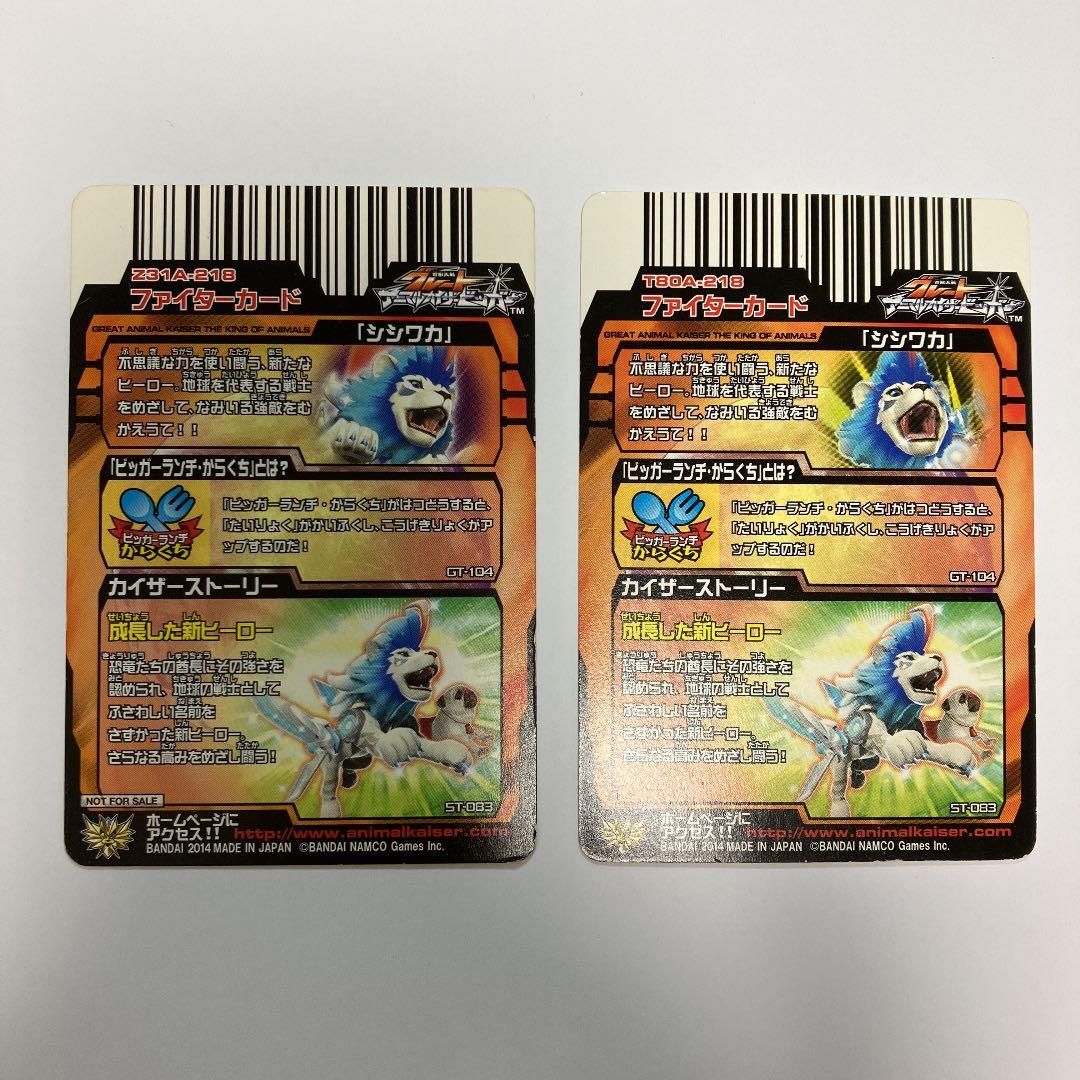 Z31A-218
ファイターカード
百獣大戦
グレート
アニマルカイザーゴッド
TM
GREAT ANIMAL KAISER THE KING OF ANIMALS
「シシワカ」
不思議な力を使い闘う、新たな
ヒーロー。地球を代表する戦士
をめざして、なみいる強敵をむ
かえうて！！
「ビッガーランチ・からくち」とは？
ビッガーランチ
からくち
「ビッガーランチ・からくち」がはつどうすると、
「たいりょく」がかいふくし、こうげきりょくがア
ップするのだ！
GT-104
カイザーストーリー
成長した新ヒーロー
恐竜たちの酋長にその強さを
認められ、地球の戦士として
ふさわしい名前を
さずかった新ヒーロー。
さらなる高みをめざし闘う！
NOT FOR SALE
ST-083
ホームページに
アクセス!! http://www.animalkaiser.com
BANDAI 2014 MADE IN JAPAN ©BANDAI NAMCO Games Inc.
T80A-218
ファイターカード
百獣大戦
グレート
TM
GREAT ANIMAL KAISER THE KING OF ANIMALS
「シシワカ」
不思議な力を使い闘う、新たな
ヒーロー。地球を代表する戦士
をめざして、なみいる強敵をむ
かえうて！！
「ビッガーランチ・からくち」とは？
ビッガーランチ
からくち
「ビッガーランチ・からくち」がはつどうすると、
「たいりょく」がかいふくし、こうげきりょくがア
ップするのだ！
GT-104
カイザーストーリー
成長した新ヒーロー
恐竜たちの酋長にその強さを
認められ、地球の戦士として
ふさわしい名前を
さずかった新ヒーロー。
さらなる高みをめざし闘う！
ST-083
ホームページに
アクセス!! http://www.animalkaiser.com
BANDAI 2014 MADE IN JAPAN ©BANDAI NAMCO Games Inc.